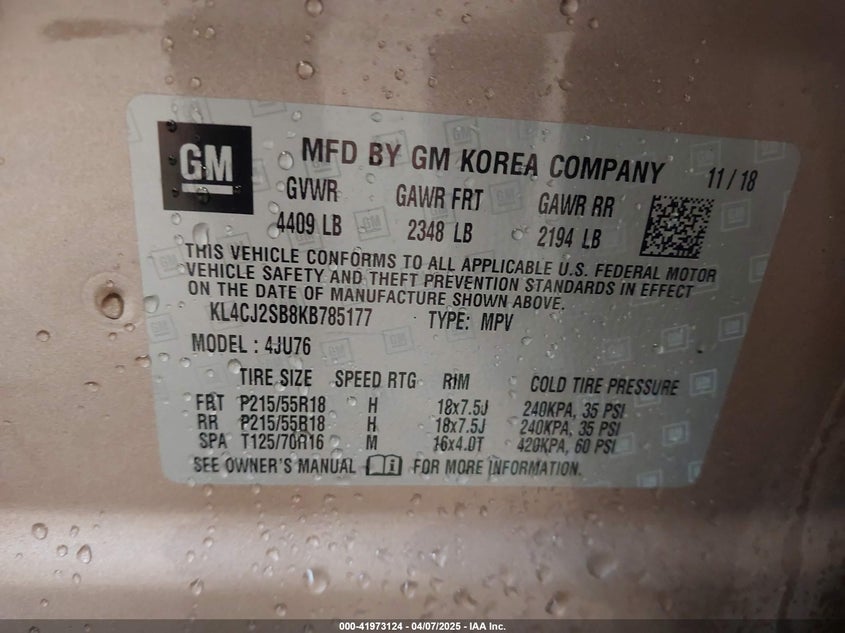 GM
MFD BY GM KOREA COMPANY 11/18
GVWR GAWR FRT GAWR RR
4409 LB 2348 LB 2194 LB
THIS VEHICLE CONFORMS TO ALL APPLICABLE U.S. FEDERAL MOTOR
VEHICLE SAFETY AND THEFT PREVENTION STANDARDS IN EFFECT
ON THE DATE OF MANUFACTURE SHOWN ABOVE.
KL4CJ2SB8KB785177 TYPE: MPV
MODEL : 4JU76
TIRE SIZE SPEED RTG RIM COLD TIRE PRESSURE
FRT P215/55R18 H 18x7.5J 240KPA, 35 PSI
RR P215/55R18 H 18x7.5J 240KPA, 35 PSI
SPA T125/70R16 M 16x4.0T 420KPA, 60 PSI
SEE OWNER'S MANUAL FOR MORE INFORMATION.
000-41973124 - 04/07/2025 - IAA Inc.